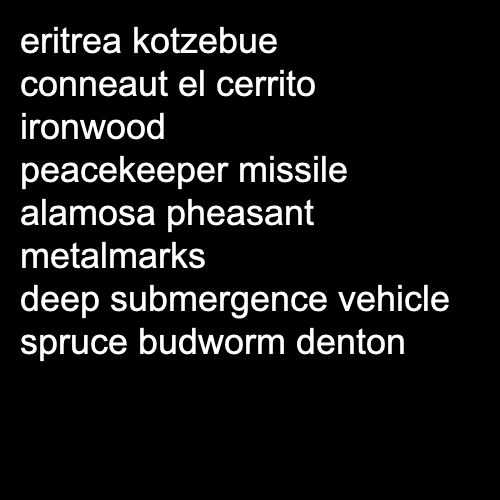 eritrea kotzebue
conneaut el cerrito
ironwood
peacekeeper missile
alamosa pheasant
metalmarks
deep submergence vehicle
spruce budworm denton